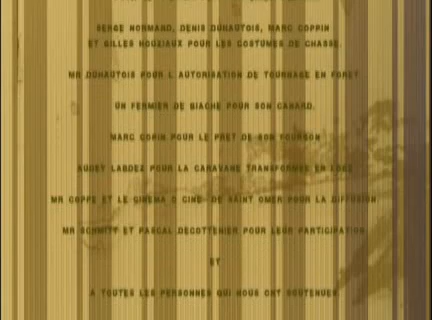 SERGE NORMAND, DENIS DUHAUTOIS, MARC COPPIN
ET GILLES HOUXIAUX POUR LES COSTUMES DE CHASSE.
MR DUHAUTOIS POUR L'AUTORISATION DE TOURNAGE EN FORET
UN FERMIER DE BIACHE POUR SON CANARD.
MARC COPIN POUR LE PRET DE SON FOURGON
AUDEY LABDEZ POUR LA CARAVANE TRANSFORMEE EN LOGE
MR COPPE ET LE CINEMA O CINE- DE SAINT OMER POUR LA DIFFUSION
MR SCHMITT ET PASCAL DECOTTENIER POUR LEUR PARTICIPATION
ET
A TOUTES LES PERSONNES QUI NOUS ONT SOUTENUES.